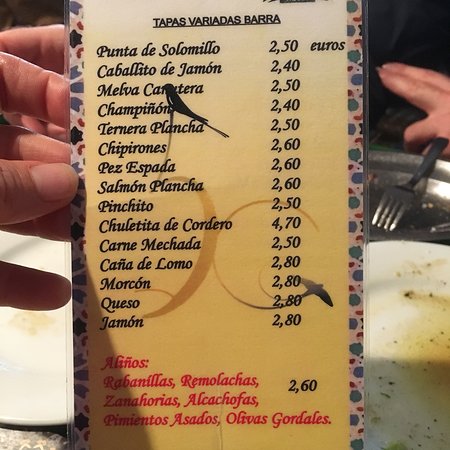 TAPAS VARIADAS BARRA
Punta de Solomillo 2,50 euros
Caballito de Jamón 2,40
Melva Canutera 2,50
Champiñón 2,40
Ternera Plancha 2,50
Chipirones 2,60
Pez Espada 2,60
Salmón Plancha 2,60
Pinchito 2,50
Chuletita de Cordero 4,70
Carne Mechada 2,50
Caña de Lomo 2,80
Morcón 2,80
Queso 2,80
Jamón 2,80
Aliños:
Rabanillas, Remolachas,
Zanahorias, Alcachofas, 2,60
Pimientos Asados, Olivas Gordales.